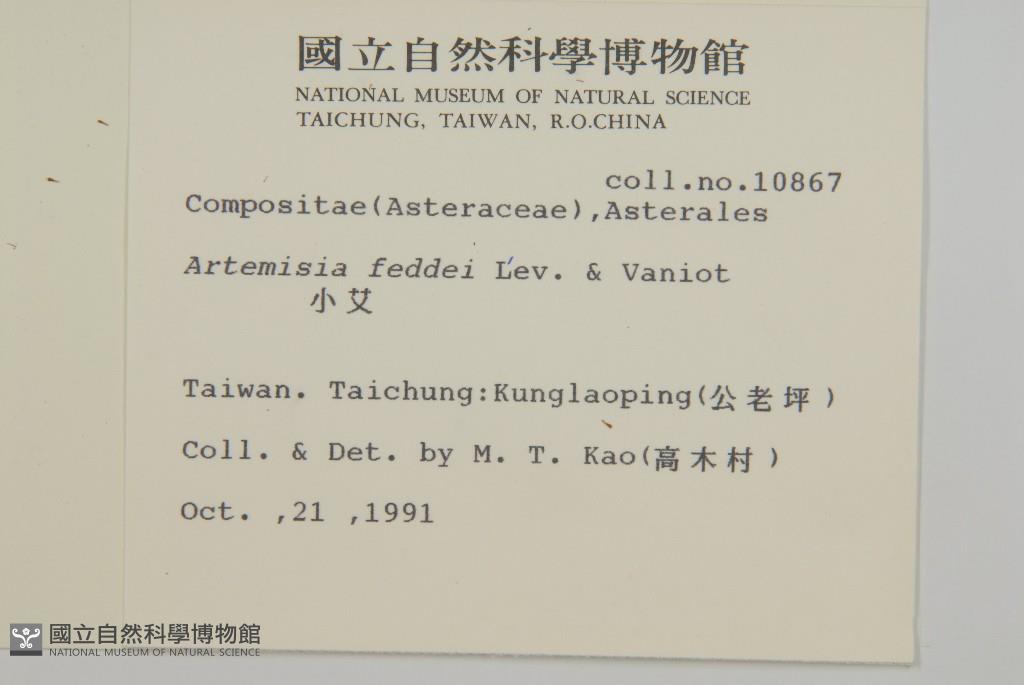 國立自然科學博物館
NATIONAL MUSEUM OF NATURAL SCIENCE
TAICHUNG, TAIWAN, R.O.CHINA
coll.no.10867
Compositae(Asteraceae),Asterales
Artemisia feddei Lév. & Vaniot
小艾
Taiwan. Taichung:Kunglaoping(公老坪)
Coll. & Det. by M. T. Kao(高木村)
Oct. ,21 ,1991
國立自然科學博物館
NATIONAL MUSEUM OF NATURAL SCIENCE